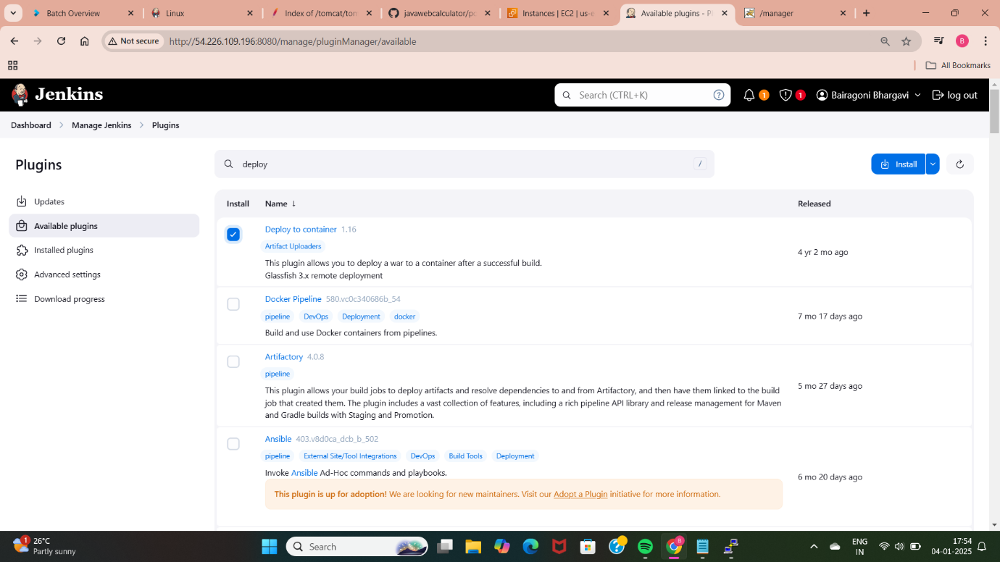 Batch Overview
Linux
Index of /tomcat/tom
javawebcalculator/po
Instances | EC2 | us-e
Available plugins - Pl
/manager
Not secure
http://54.226.109.196:8080/manage/pluginManager/available
B
All Bookmarks
Jenkins
Search (CTRL+K)
?
1
1
Bairagoni Bhargavi
log out
Dashboard > Manage Jenkins > Plugins
Plugins
deploy
/
Install
Updates
Available plugins
Installed plugins
Advanced settings
Download progress
Install Name ↓ Released
Deploy to container 1.16
Artifact Uploaders
This plugin allows you to deploy a war to a container after a successful build.
Glassfish 3.x remote deployment
4 yr 2 mo ago
Docker Pipeline 580.vc0c340686b_54
pipeline DevOps Deployment docker
Build and use Docker containers from pipelines.
7 mo 17 days ago
Artifactory 4.0.8
pipeline
This plugin allows your build jobs to deploy artifacts and resolve dependencies to and from Artifactory, and then have them linked to the build
job that created them. The plugin includes a vast collection of features, including a rich pipeline API library and release management for Maven
and Gradle builds with Staging and Promotion.
5 mo 27 days ago
Ansible 403.v8d0ca_dcb_b_502
pipeline External Site/Tool Integrations DevOps Build Tools Deployment
Invoke Ansible Ad-Hoc commands and playbooks.
This plugin is up for adoption! We are looking for new maintainers. Visit our Adopt a Plugin initiative for more information.
6 mo 20 days ago
1
26°C
Partly sunny
Search
B
ENG
IN
17:54
04-01-2025